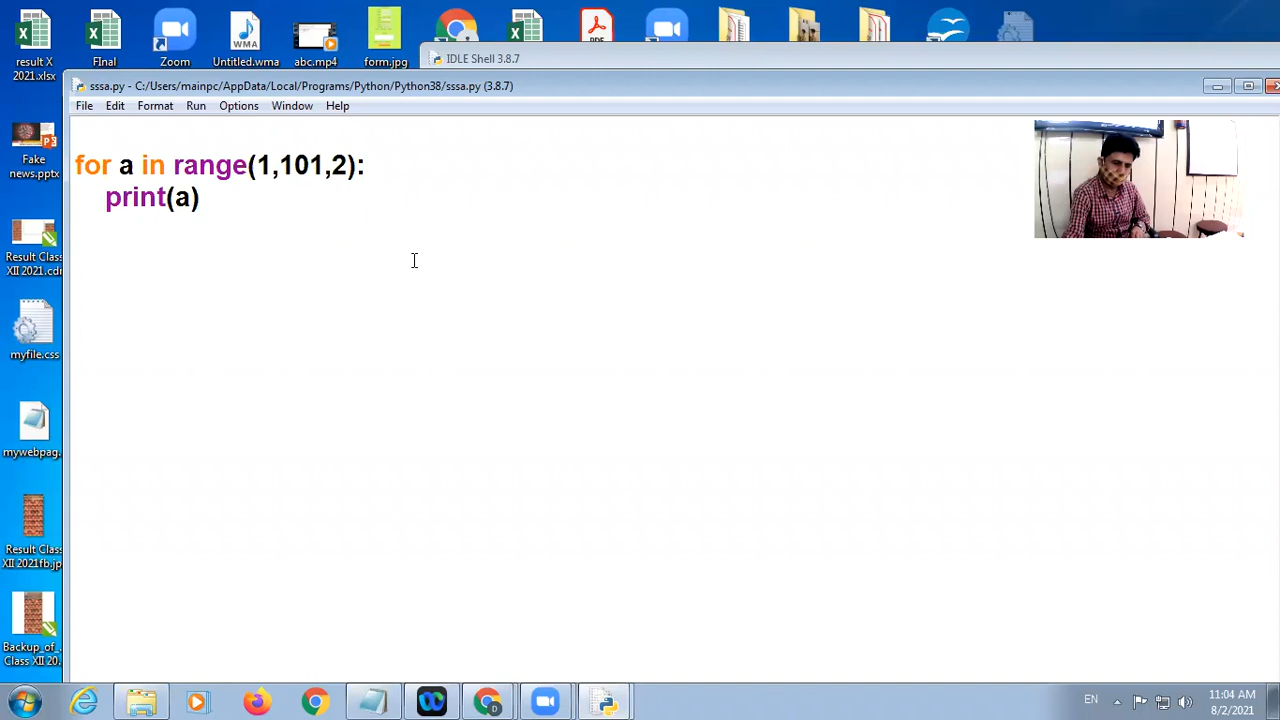 result X
2021.xlsx
FInal
Zoom
Untitled.wma
abc.mp4
form.jpg
IDLE Shell 3.8.7
sssa.py - C:/Users/mainpc/AppData/Local/Programs/Python/Python38/sssa.py (3.8.7)
File Edit Format Run Options Window Help
for a in range(1,101,2):
print(a)
Fake
news.pptx
Result Class
XII 2021.cdr
myfile.css
mywebpag.
Result Class
XII 2021fb.jp
Backup_of_
Class XII 20.
EN
11:04 AM
8/2/2021